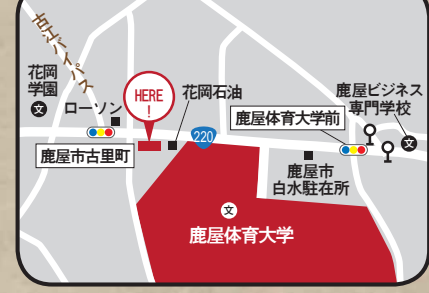 古江バイパス
花岡
学園
文
ローソン
HERE
!
花岡石油
鹿屋ビジネス
専門学校
文
鹿屋体育大学前
220
鹿屋市古里町
鹿屋市
白水駐在所
文
鹿屋体育大学